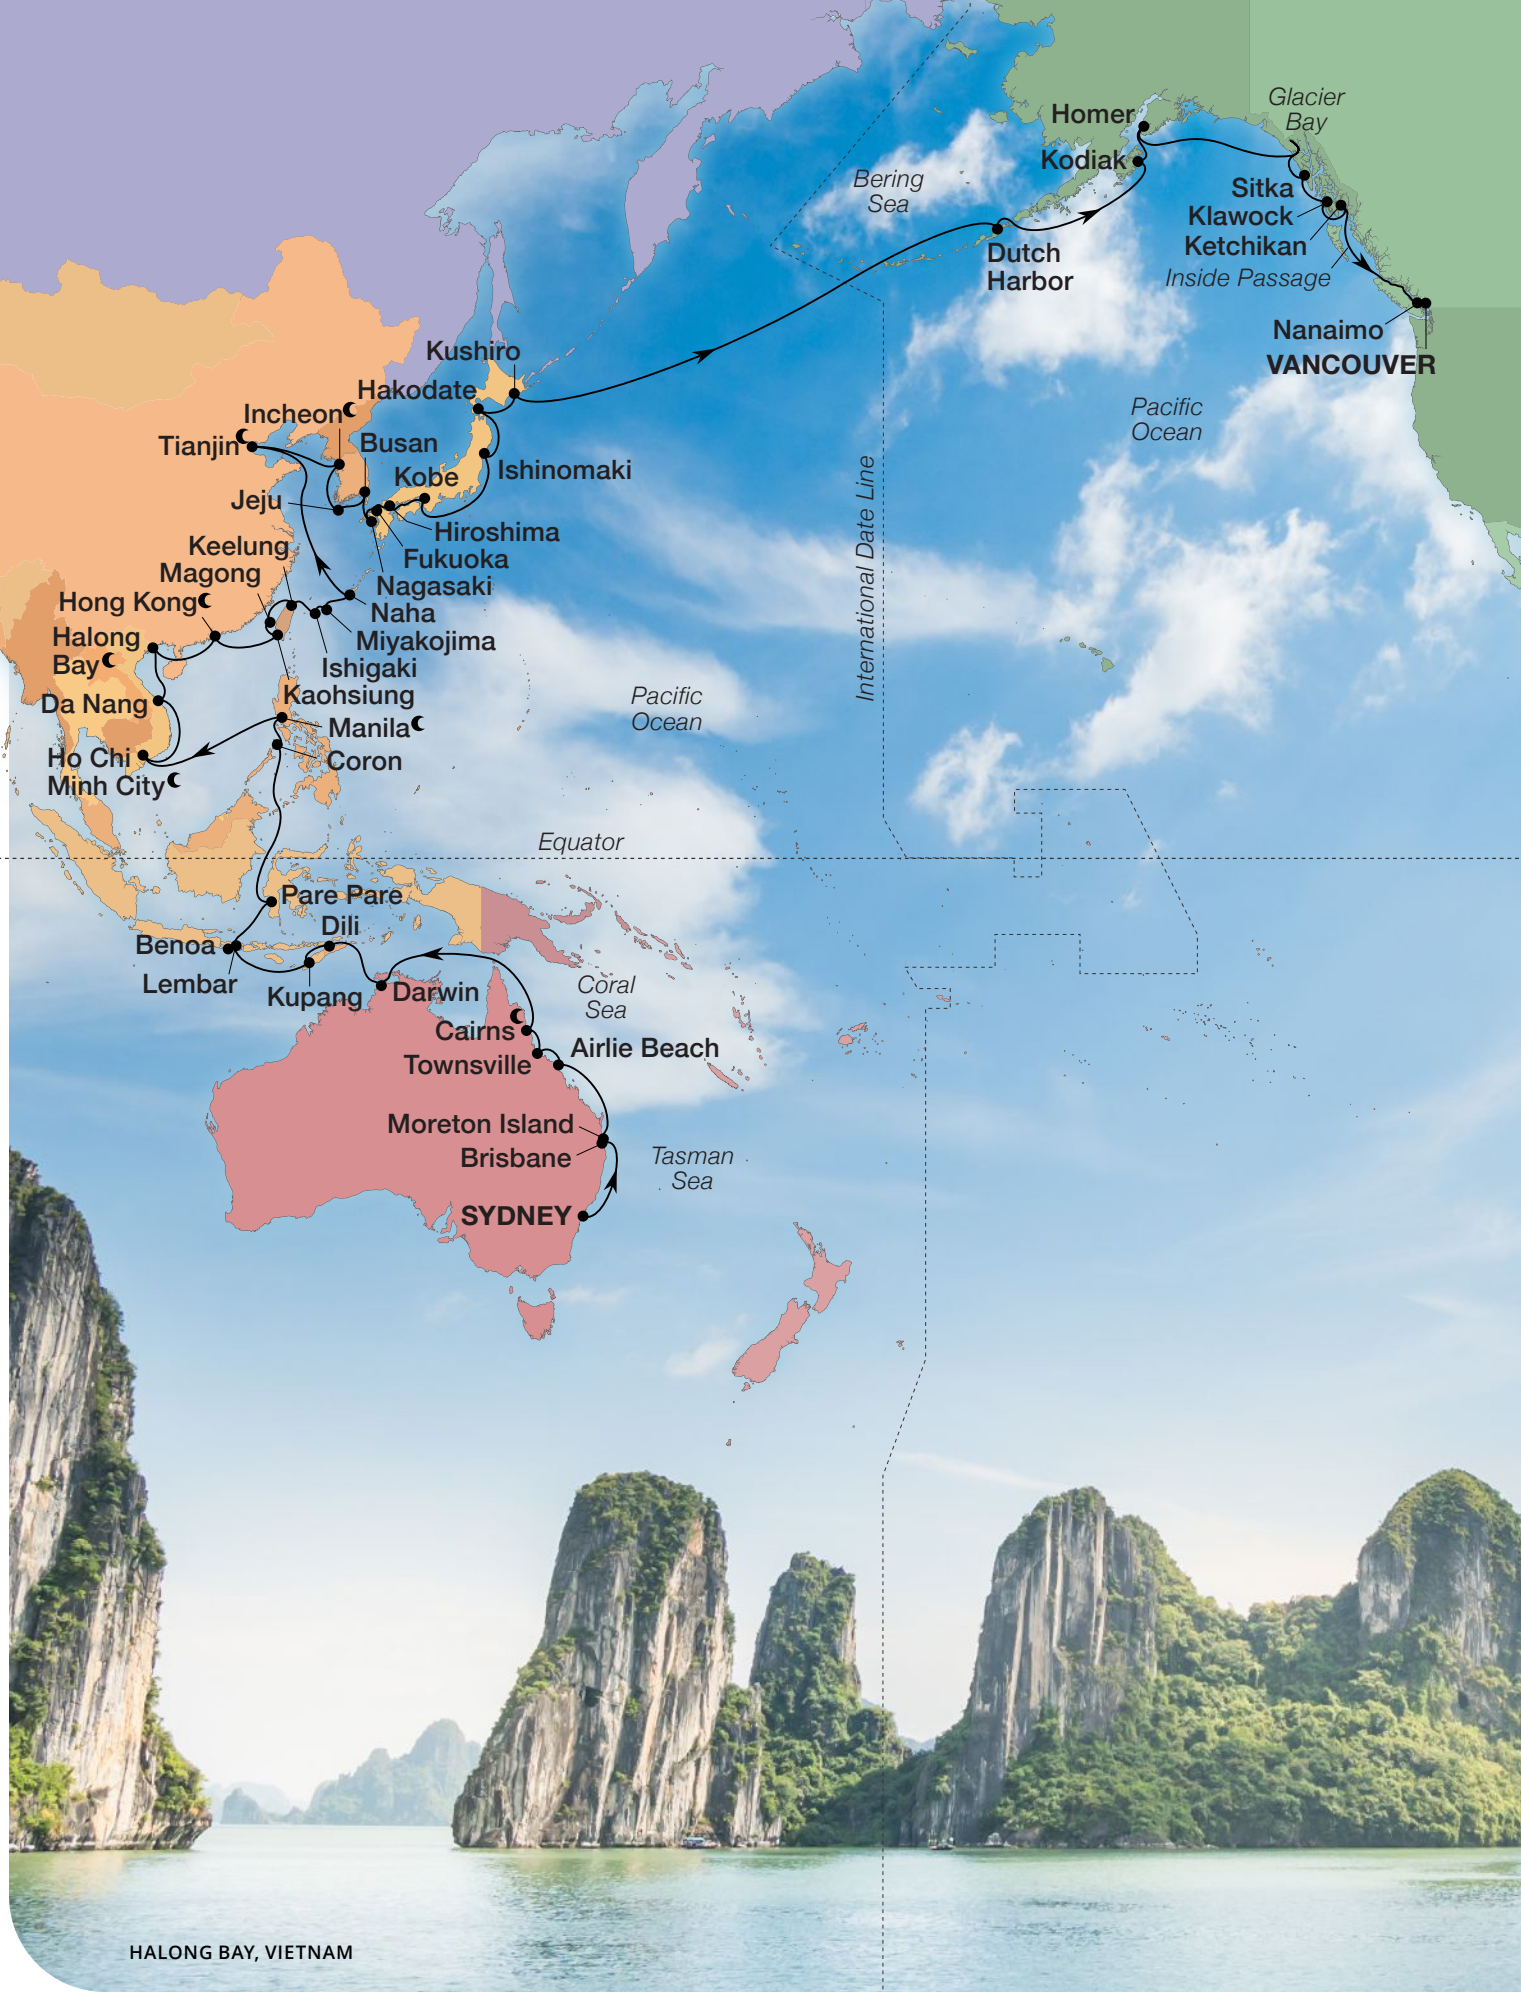 Glacier
Bay
Homer
Kodiak
Bering
Sea
Sitka
Klawock
Ketchikan
Inside Passage
Dutch
Harbor
Nanaimo
VANCOUVER
Kushiro
Hakodate
Incheon
Tianjin
Busan
Kobe
Ishinomaki
Jeju
Hiroshima
Fukuoka
Nagasaki
Naha
Miyakojima
Ishigaki
Kaohsiung
Keelung
Magong
Hong Kong
Halong
Bay
Da Nang
Manila
Coron
Ho Chi
Minh City
Pacific
Ocean
International Date Line
Pacific
Ocean
Equator
Pare Pare
Dili
Benoa
Lembar
Kupang
Darwin
Coral
Sea
Cairns
Townsville
Airlie Beach
Moreton Island
Brisbane
Tasman
Sea
SYDNEY
HALONG BAY, VIETNAM